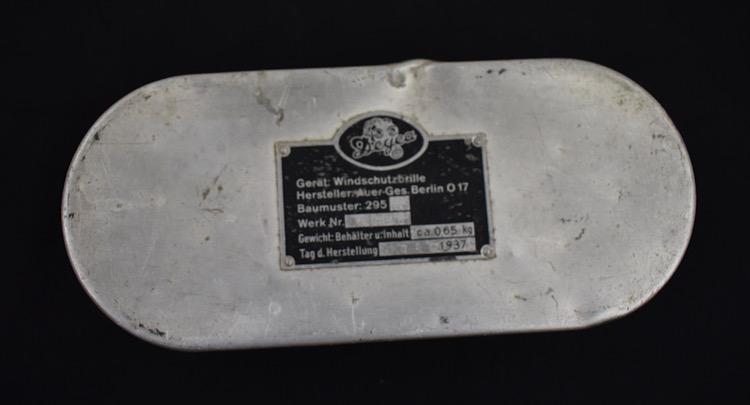 Degea
Gerät: Windschutzbrille
Hersteller: Auer-Ges. Berlin O 17
Baumuster: 295
Werk Nr.
Gewicht: Behälter u. Inhalt ca. 0,65 kg
Tag d. Herstellung 1937